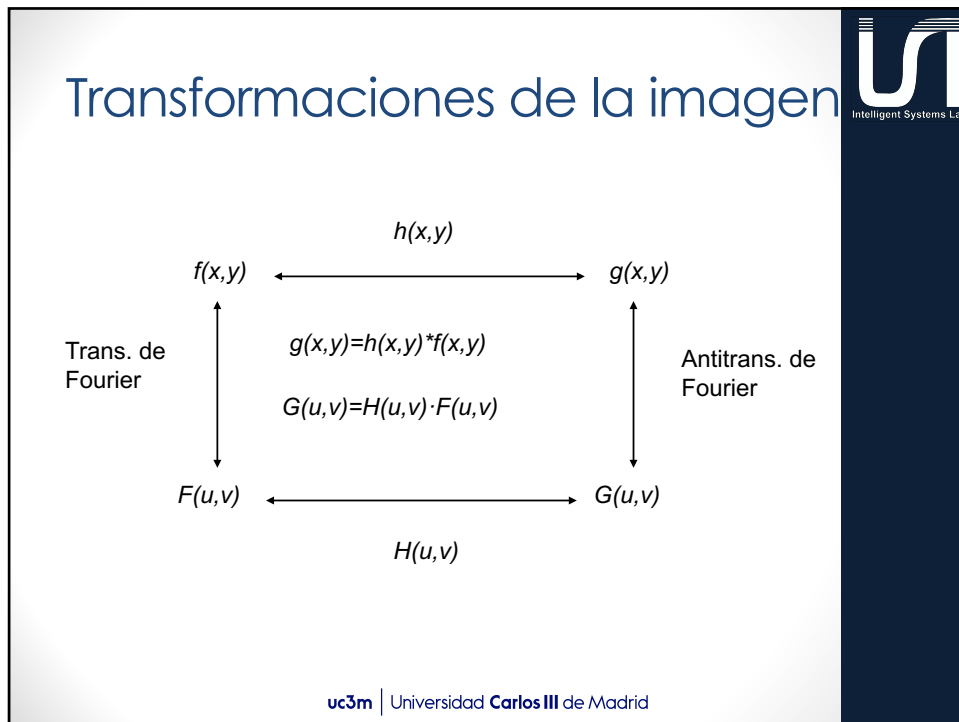 Transformaciones de la imagen
Intelligent Systems La
h(x,y)
f(x,y)
g(x,y)
Trans. de
Fourier
g(x,y)=h(x,y)*f(x,y)
G(u,v)=H(u,v)·F(u,v)
Antitrans. de
Fourier
F(u,v)
G(u,v)
H(u,v)
uc3m | Universidad Carlos III de Madrid